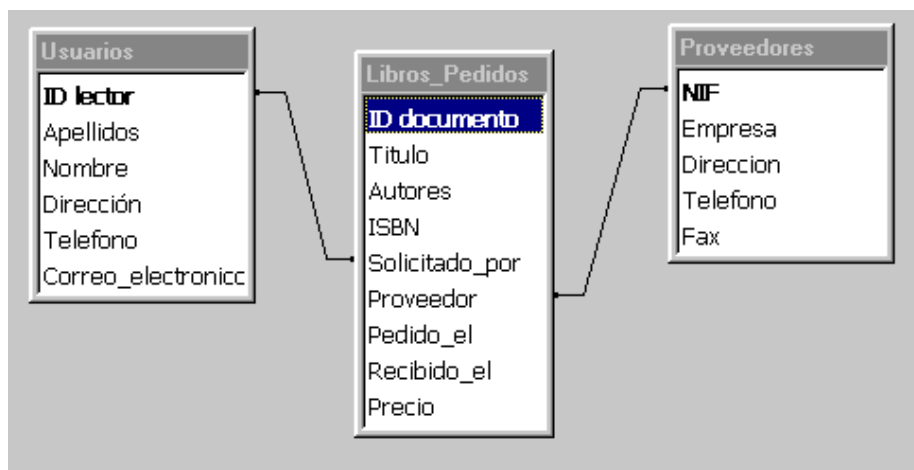 Usuarios
ID lector
Apellidos
Nombre
Dirección
Telefono
Correo_electronicc
Libros_Pedidos
ID documento
Titulo
Autores
ISBN
Solicitado_por
Proveedor
Pedido_el
Recibido_el
Precio
Proveedores
NIF
Empresa
Direccion
Telefono
Fax